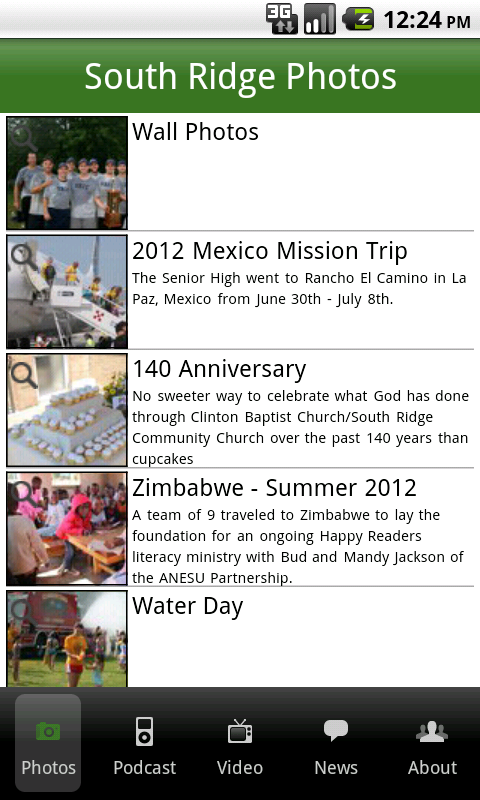 3G 12:24 PM
South Ridge Photos
Wall Photos
2012 Mexico Mission Trip
The Senior High went to Rancho El Camino in La
Paz, Mexico from June 30th - July 8th.
140 Anniversary
No sweeter way to celebrate what God has done
through Clinton Baptist Church/South Ridge
Community Church over the past 140 years than
cupcakes
Zimbabwe - Summer 2012
A team of 9 traveled to Zimbabwe to lay the
foundation for an ongoing Happy Readers
literacy ministry with Bud and Mandy Jackson of
the ANESU Partnership.
Water Day
Photos Podcast Video News About